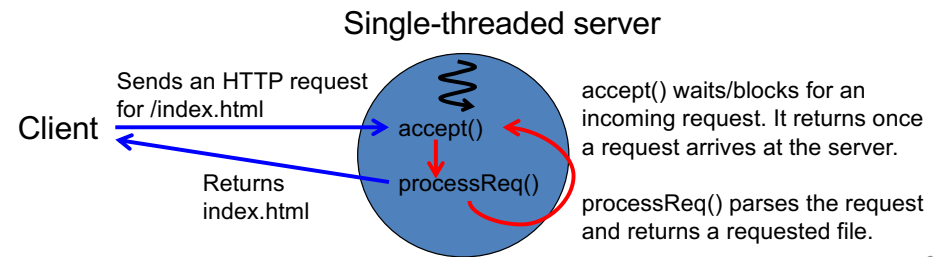 Single-threaded server
Sends an HTTP request
for /index.html
Client
accept()
processReq()
Returns
index.html
accept() waits/blocks for an
incoming request. It returns once
a request arrives at the server.
processReq() parses the request
and returns a requested file.